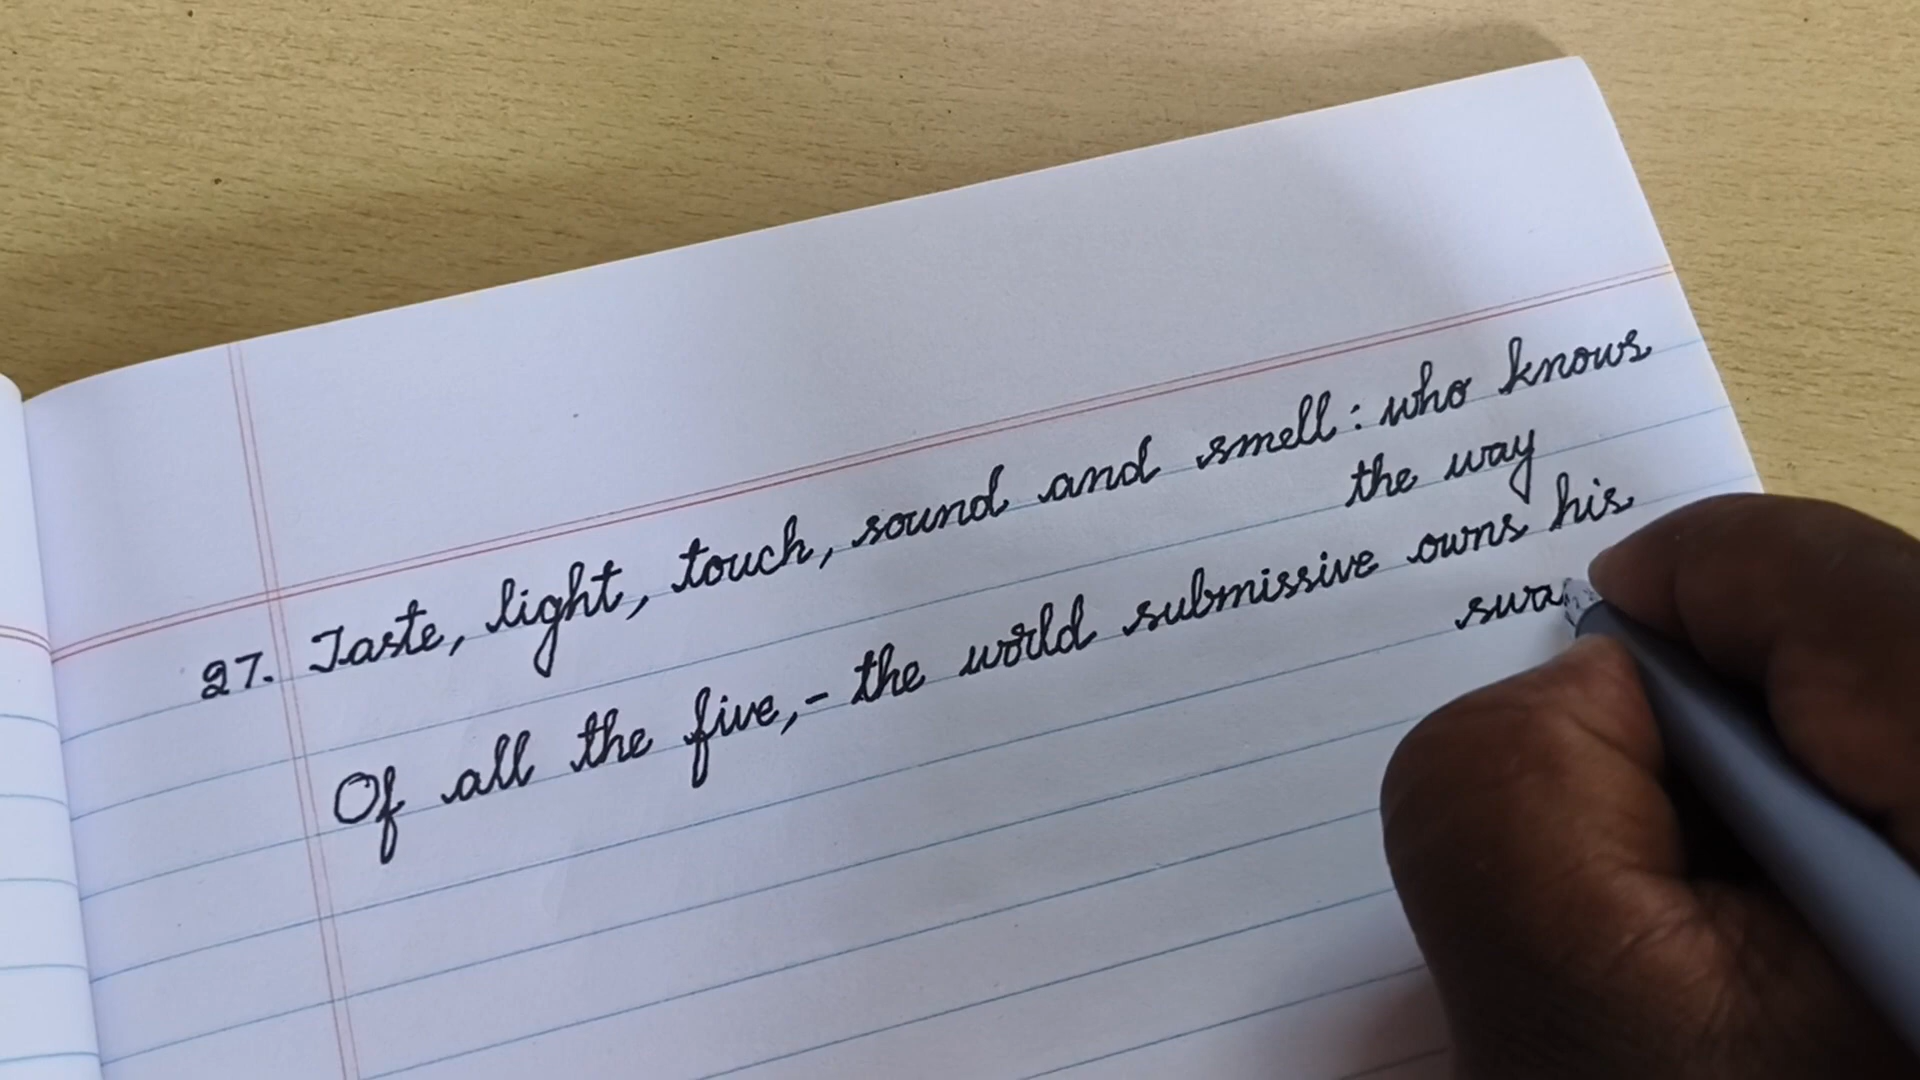 27. Taste, light, touch, sound and smell: who knows
the way
Of all the five,- the world submissive owns his
swa